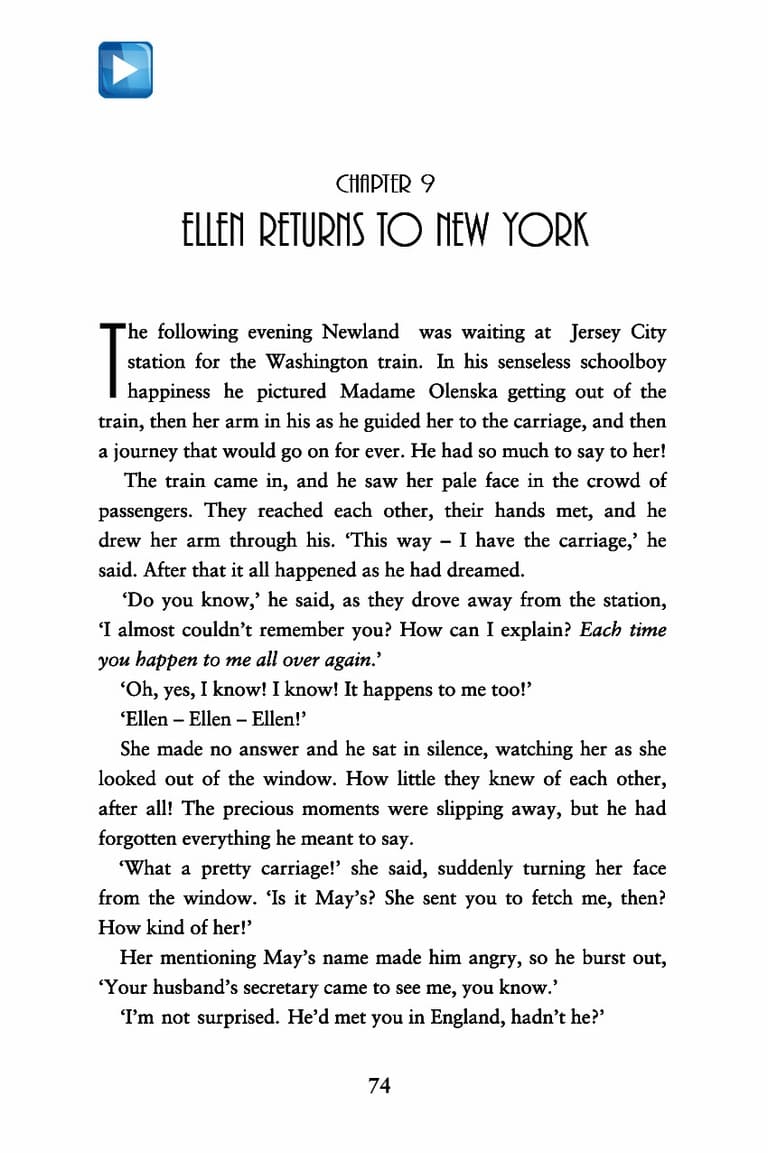 CHAPTER 9
ELLEN RETURNS TO NEW YORK
The following evening Newland was waiting at Jersey City
station for the Washington train. In his senseless schoolboy
happiness he pictured Madame Olenska getting out of the
train, then her arm in his as he guided her to the carriage, and then
a journey that would go on for ever. He had so much to say to her!
The train came in, and he saw her pale face in the crowd of
passengers. They reached each other, their hands met, and he
drew her arm through his. ‘This way – I have the carriage,’ he
said. After that it all happened as he had dreamed.
‘Do you know,’ he said, as they drove away from the station,
‘I almost couldn’t remember you? How can I explain? Each time
you happen to me all over again.’
‘Oh, yes, I know! I know! It happens to me too!’
‘Ellen – Ellen – Ellen!’
She made no answer and he sat in silence, watching her as she
looked out of the window. How little they knew of each other,
after all! The precious moments were slipping away, but he had
forgotten everything he meant to say.
‘What a pretty carriage!’ she said, suddenly turning her face
from the window. ‘Is it May’s? She sent you to fetch me, then?
How kind of her!’
Her mentioning May’s name made him angry, so he burst out,
‘Your husband’s secretary came to see me, you know.’
‘I’m not surprised. He’d met you in England, hadn’t he?’
74